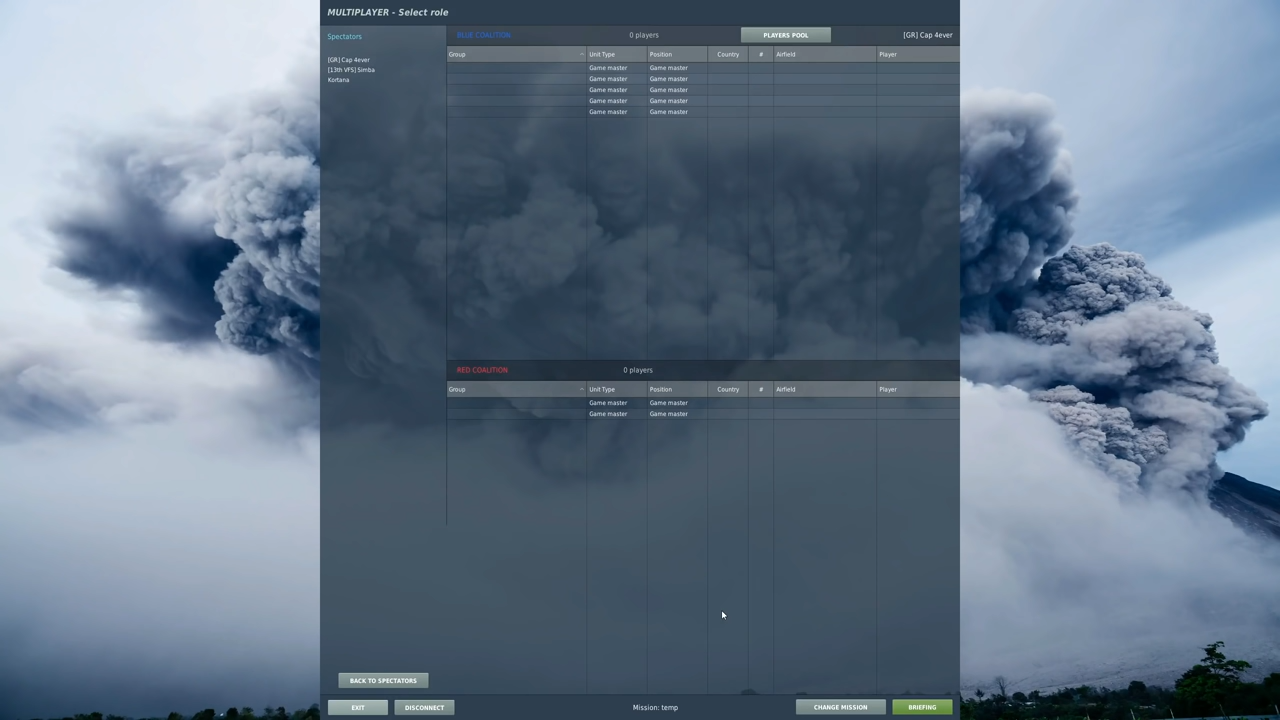 MULTIPLAYER - Select role
Spectators
[GR] Cap 4ever
[13th VFS] Simba
Kortana
BLUE COALITION 0 players PLAYERS POOL [GR] Cap 4ever
Group Unit Type Position Country # Airfield Player
Game master Game master
Game master Game master
Game master Game master
Game master Game master
Game master Game master
RED COALITION 0 players
Group Unit Type Position Country # Airfield Player
Game master Game master
Game master Game master
BACK TO SPECTATORS
EXIT DISCONNECT Mission: temp CHANGE MISSION BRIEFING